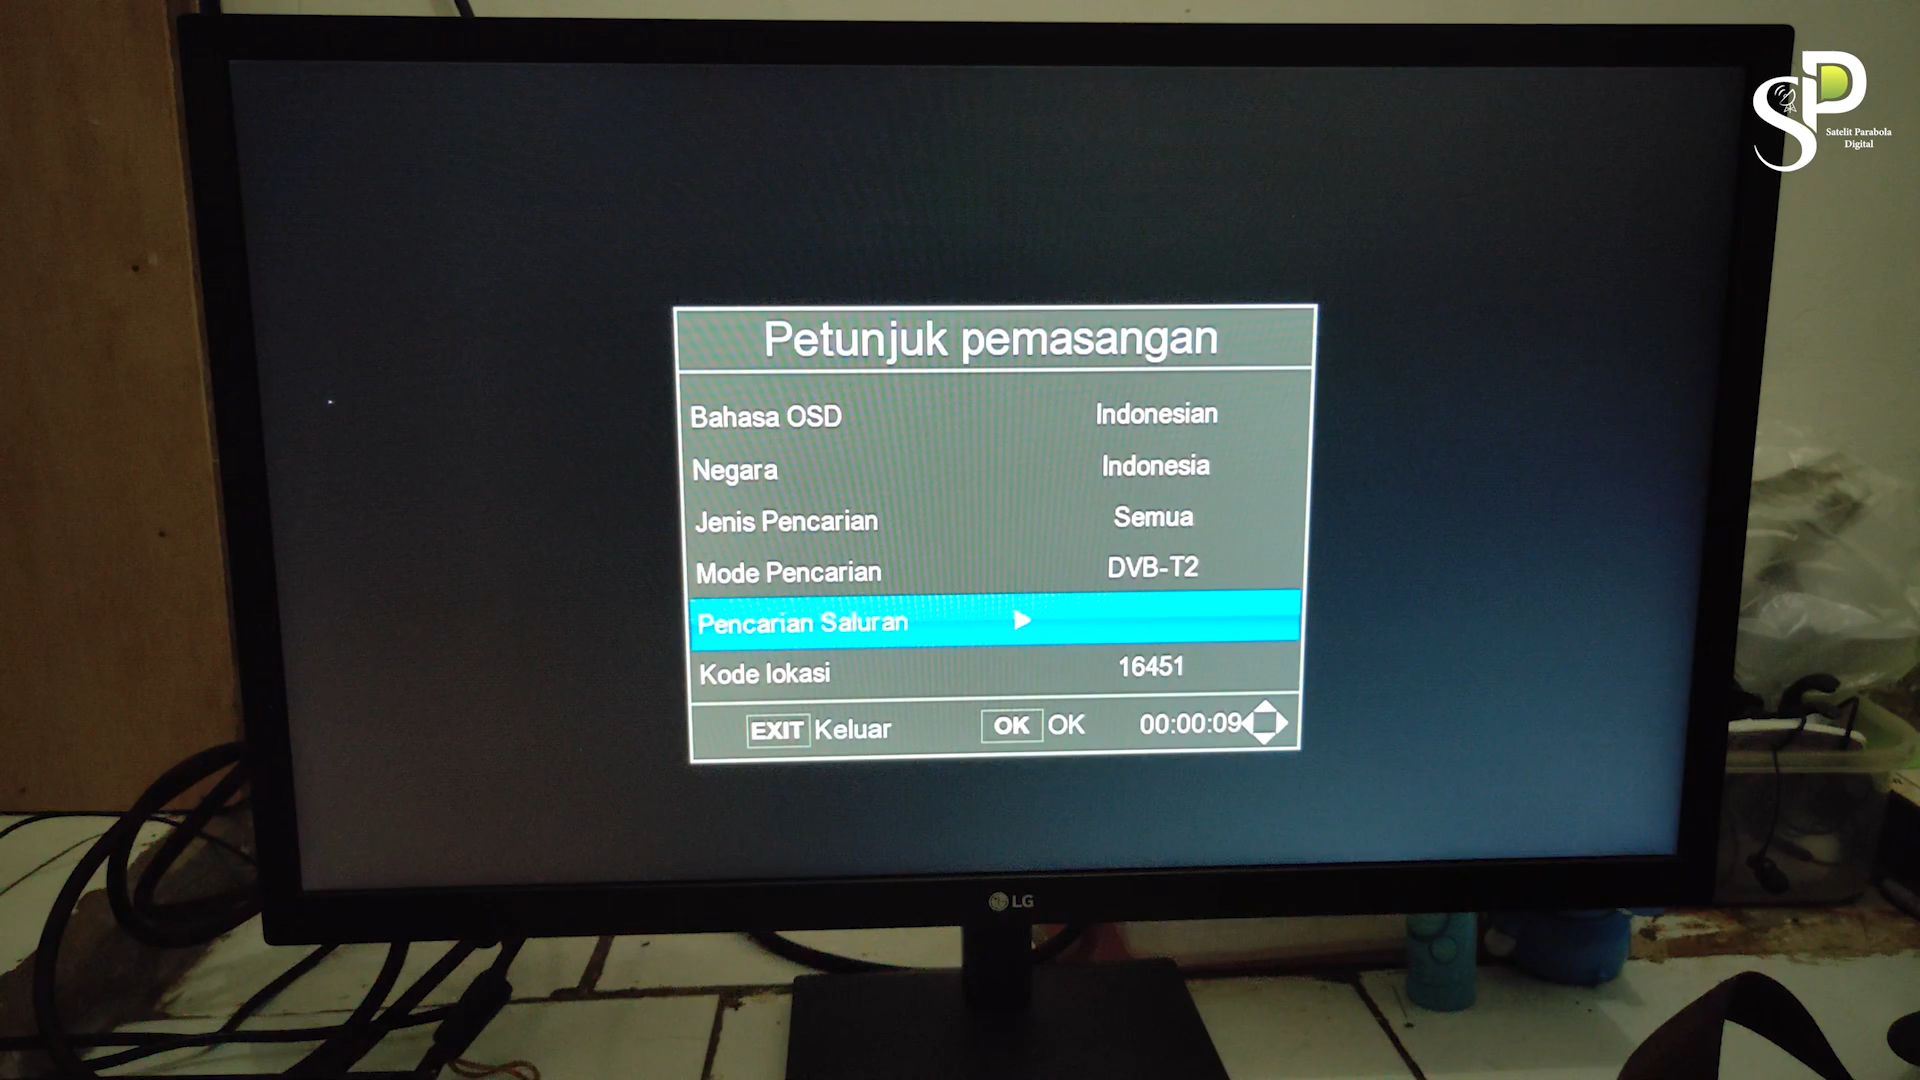 SPD
Satelit Parabola
Digital
Petunjuk pemasangan
Bahasa OSD Indonesian
Negara Indonesia
Jenis Pencarian Semua
Mode Pencarian DVB-T2
Pencarian Saluran
Kode lokasi 16451
EXIT Keluar OK OK 00:00:09
LG